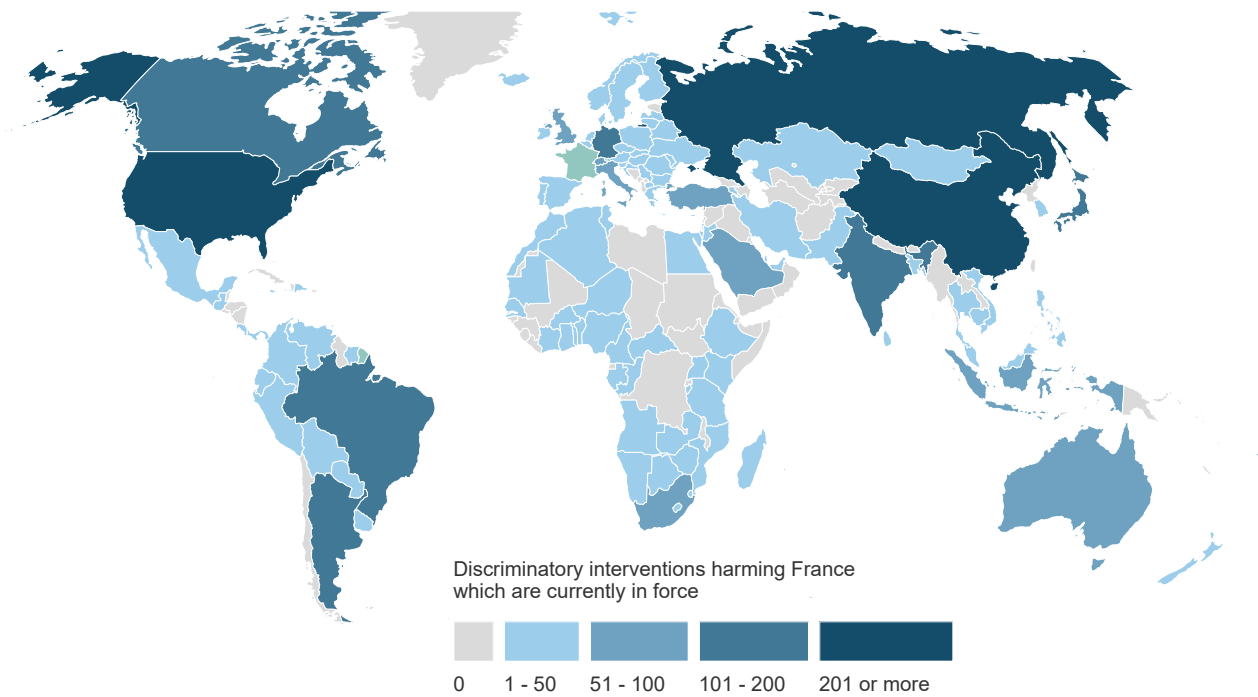 Discriminatory interventions harming France
which are currently in force
0 1 - 50 51 - 100 101 - 200 201 or more